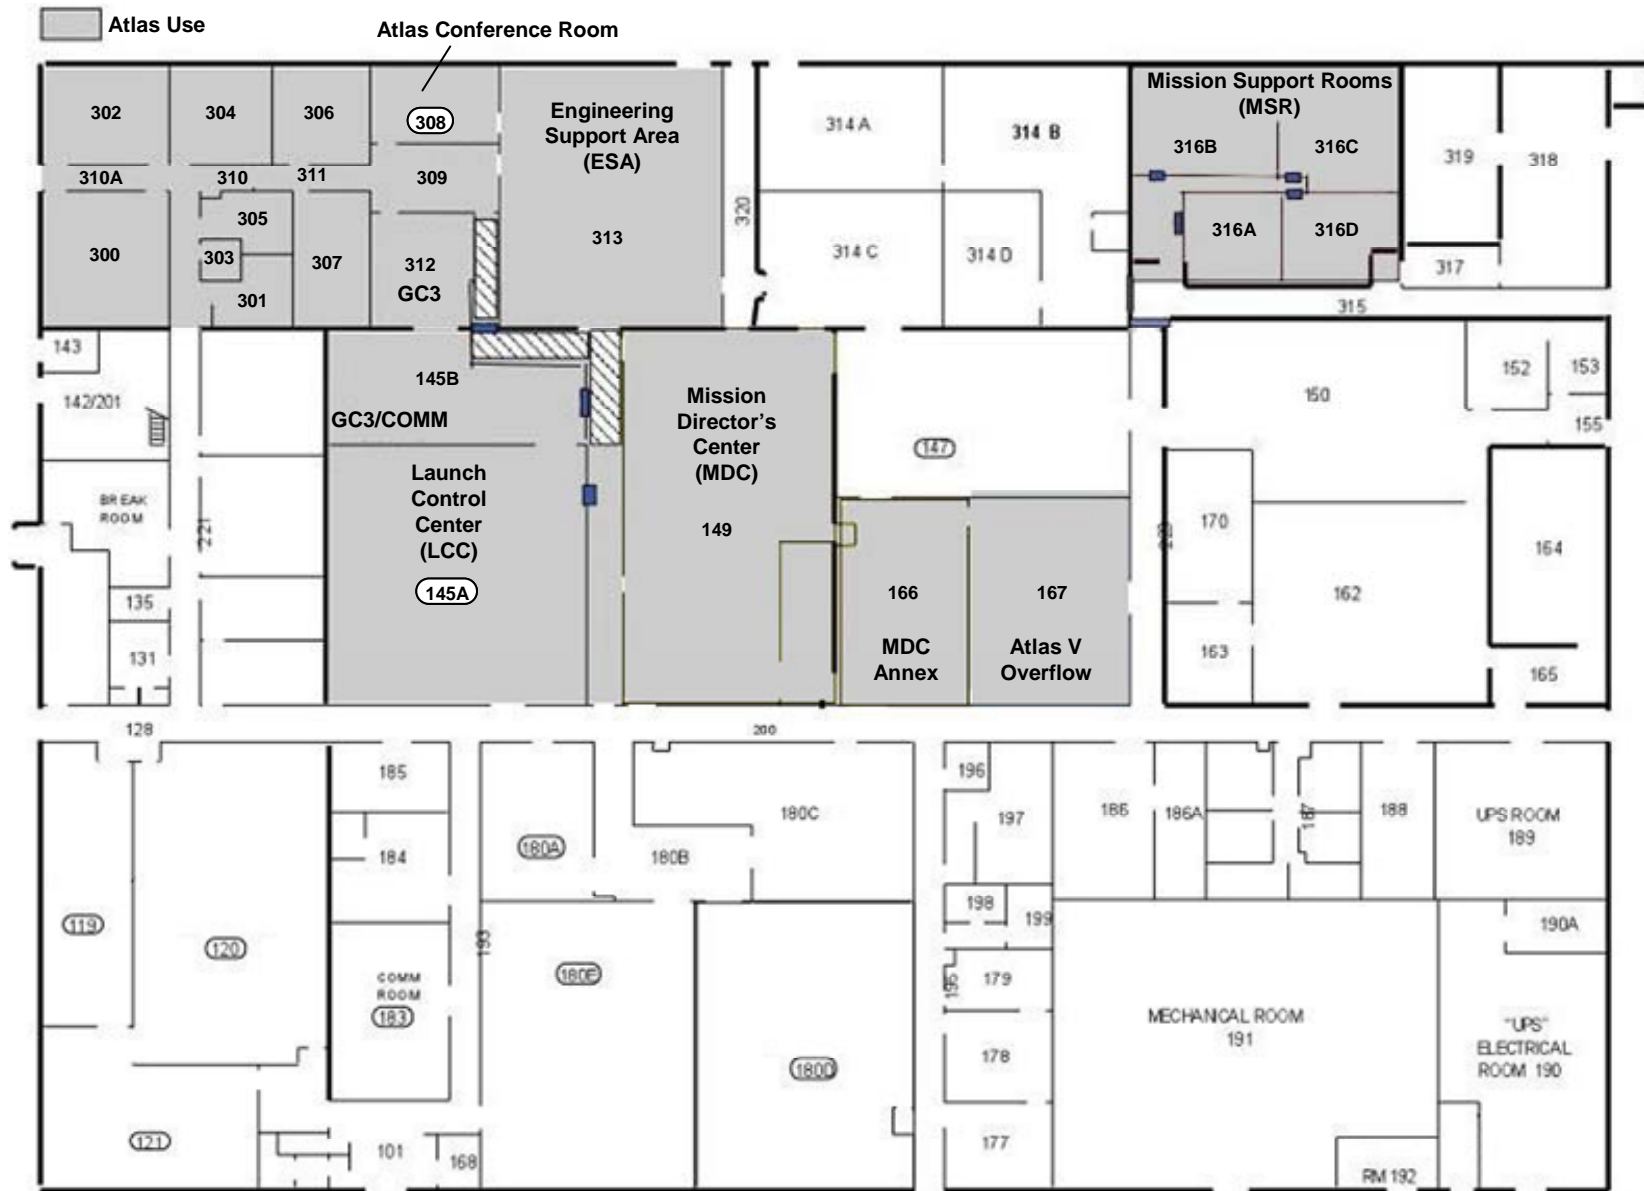 Atlas Use
Atlas Conference Room
302
304
306
308
Engineering
Support Area
(ESA)
314 A
314 B
Mission Support Rooms
(MSR)
316B
316C
319
318
310A
310
311
309
300
305
303
301
307
312
GC3
313
320
314 C
314 D
316A
316D
317
315
143
142/201
145B
GC3/COMM
Mission
Director's
Center
(MDC)
149
147
150
152
153
155
BREAK
ROOM
221
Launch
Control
Center
(LCC)
145A
166
MDC
Annex
167
Atlas V
Overflow
170
164
162
163
165
135
131
128
200
185
184
180A
180B
180C
196
197
186
186A
187
188
UPS ROOM
189
119
120
193
COMM
ROOM
183
180E
180D
198
199
195
179
178
177
MECHANICAL ROOM
191
190A
"UPS"
ELECTRICAL
ROOM 190
121
101
168
RM 192